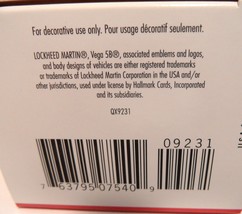 For decorative use only. Pour usage décoratif seulement.
LOCKHEED MARTIN®, Vega 5B®, associated emblems and logos,
and body designs of vehicles are either registered trademarks
or trademarks of Lockheed Martin Corporation in the USA and/or
other jurisdictions, used under license by Hallmark Cards, Incorporated
and its subsidiaries.
QX9231
09231
7 63795 07540 9